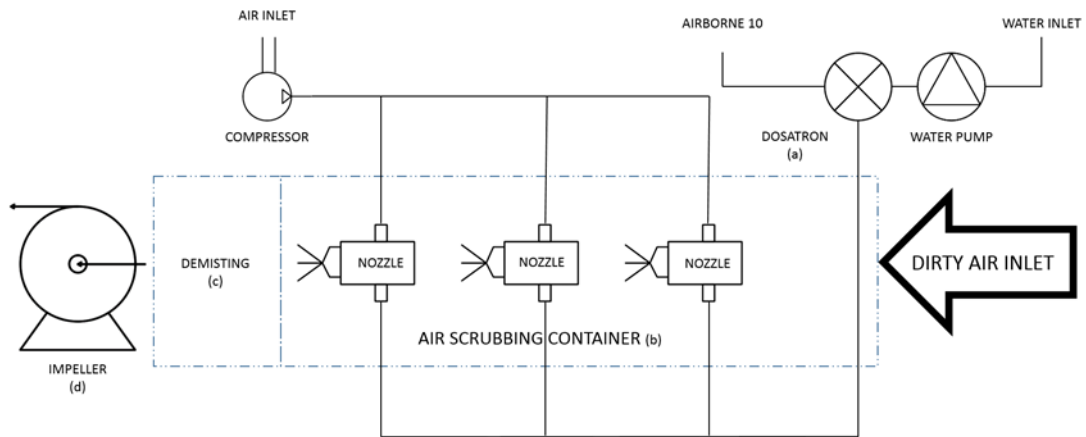 AIR INLET
AIRBORNE 10
WATER INLET
COMPRESSOR
DOSATRON
(a)
WATER PUMP
DEMISTING
(c)
NOZZLE
NOZZLE
NOZZLE
DIRTY AIR INLET
AIR SCRUBBING CONTAINER (b)
IMPELLER
(d)